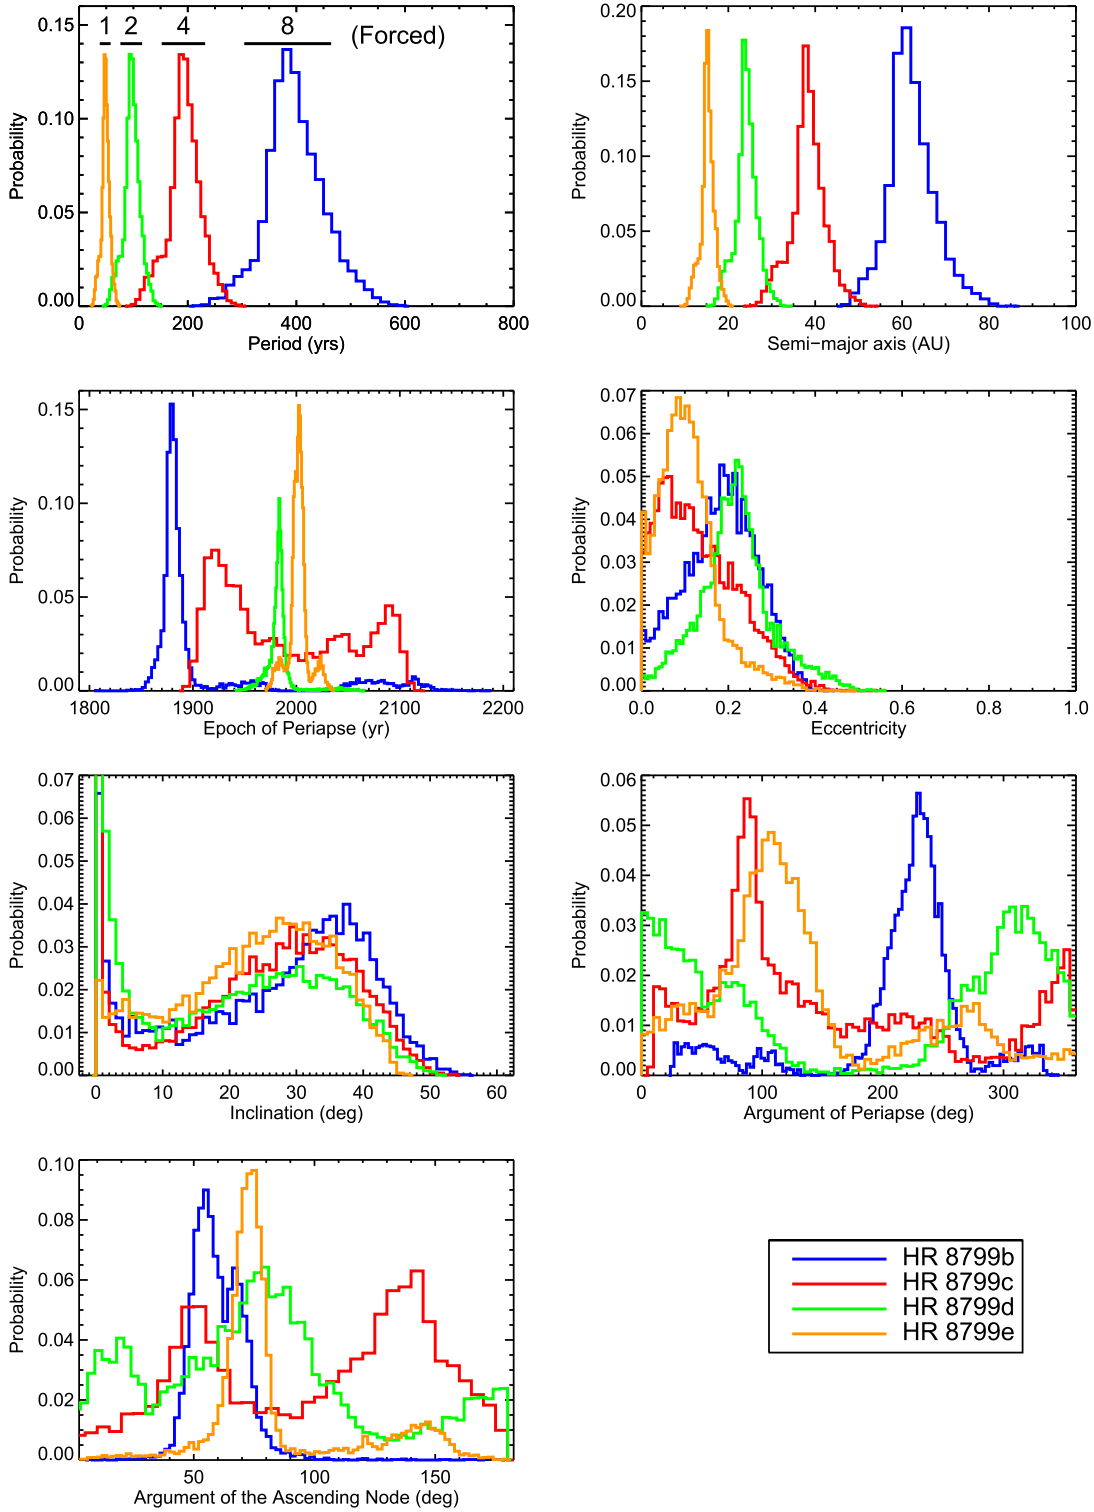 0.15
0.10
0.05
0.00
Probability
1 2 4 8 (Forced)
0 200 400 600 800
Period (yrs)
0.20
0.15
0.10
0.05
0.00
Probability
0 20 40 60 80 100
Semi−major axis (AU)
0.15
0.10
0.05
0.00
Probability
1800 1900 2000 2100 2200
Epoch of Periapse (yr)
0.07
0.06
0.05
0.04
0.03
0.02
0.01
0.00
Probability
0.0 0.2 0.4 0.6 0.8 1.0
Eccentricity
0.07
0.06
0.05
0.04
0.03
0.02
0.01
0.00
Probability
0 10 20 30 40 50 60
Inclination (deg)
0.06
0.05
0.04
0.03
0.02
0.01
0.00
Probability
0 100 200 300
Argument of Periapse (deg)
0.10
0.08
0.06
0.04
0.02
0.00
Probability
50 100 150
Argument of the Ascending Node (deg)
HR 8799b
HR 8799c
HR 8799d
HR 8799e